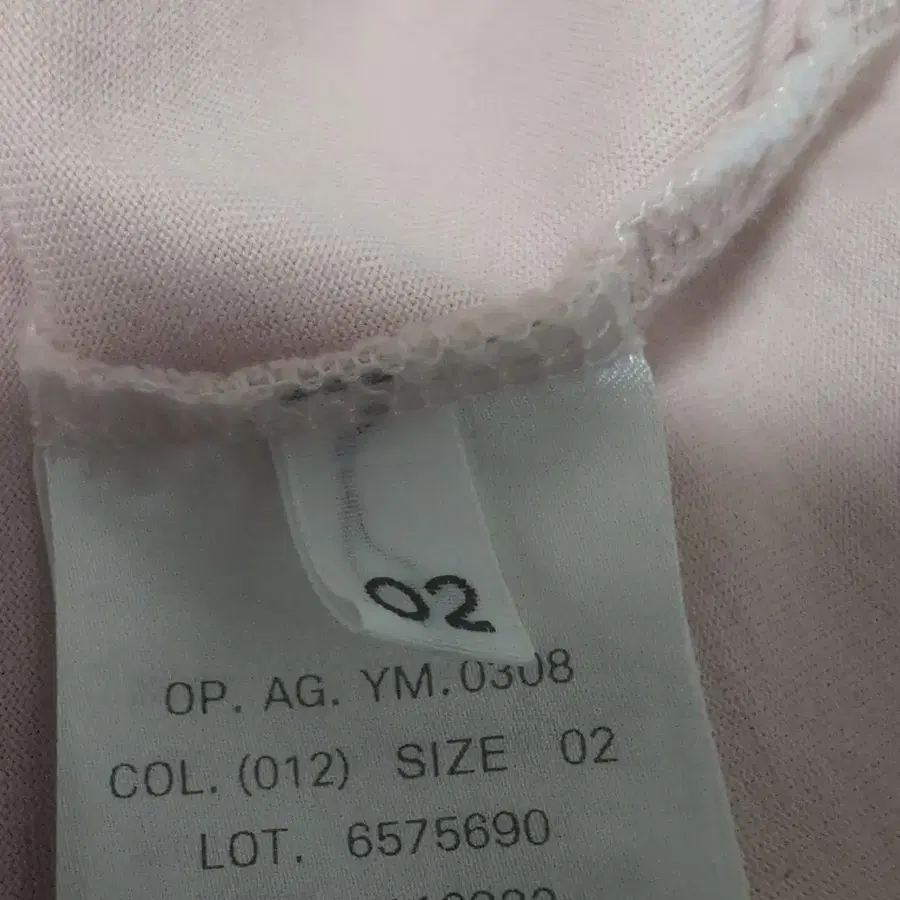 02
OP. AG. YM.0308
COL. (012) SIZE 02
LOT. 6575690